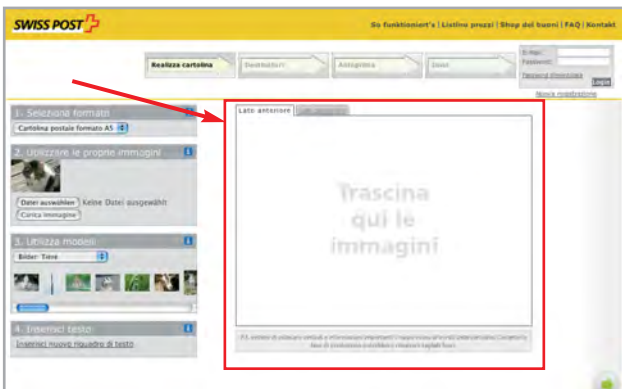 SWISS POST
So funktioniert's | Listino prezzi | Shop dei buoni | FAQ | Kontakt
Realizza cartolina
Destinatari
Anteprima
Invio
E-Mail:
Password:
Password dimenticata
Login
Nuova registrazione
1. Seleziona formato
Cartolina postale formato A5
2. Utilizzare le proprie immagini
Datei auswählen Keine Datei ausgewählt
Carica immagine
3. Utilizza modelli
Bilder: Tiere
4. Inserisci testo
Inserisci nuovo riquadro di testo
Lato anteriore
Trascina
qui le
immagini